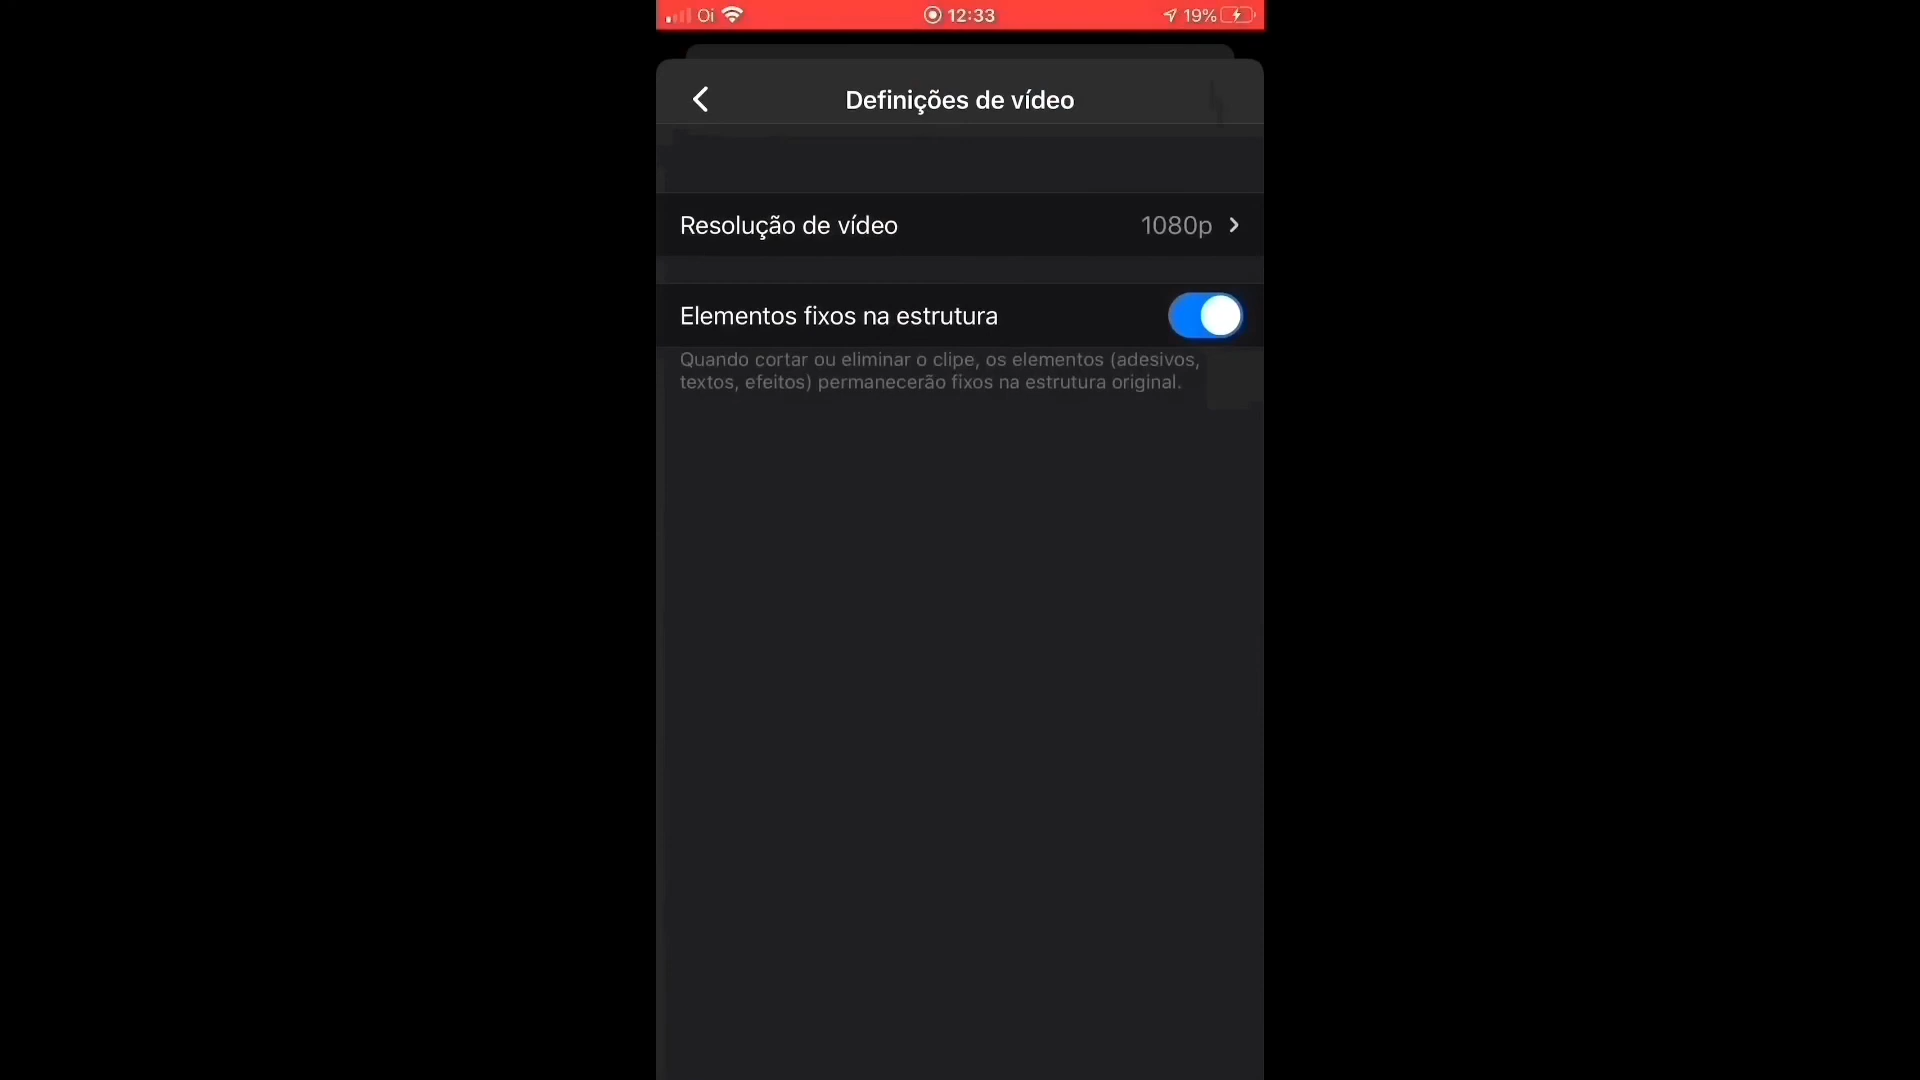 Oi 12:33 19%
Definições de vídeo
Resolução de vídeo 1080p
Elementos fixos na estrutura
Quando cortar ou eliminar o clipe, os elementos (adesivos,
textos, efeitos) permanecerão fixos na estrutura original.